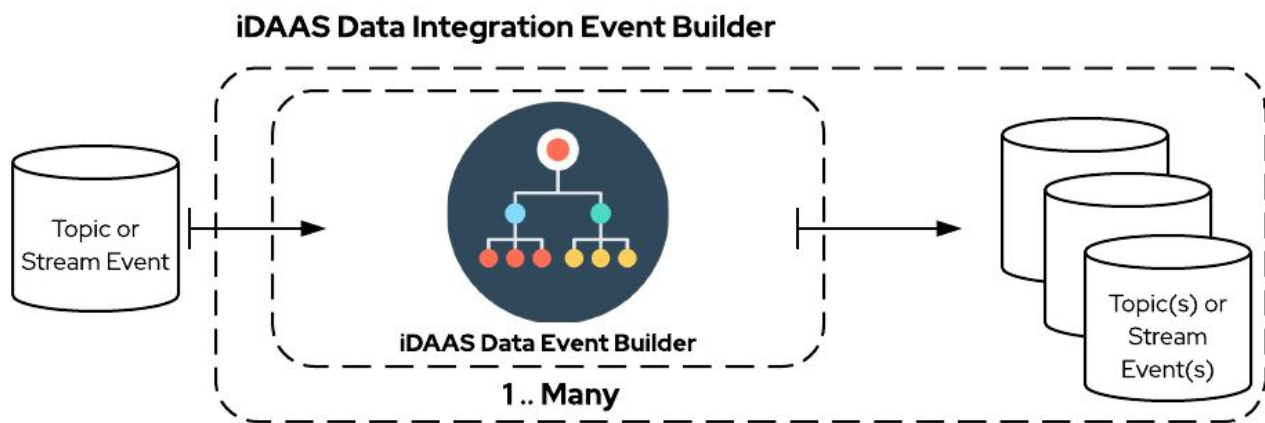 iDAAS Data Integration Event Builder
Topic or
Stream Event
iDAAS Data Event Builder
1.. Many
Topic(s) or
Stream
Event(s)